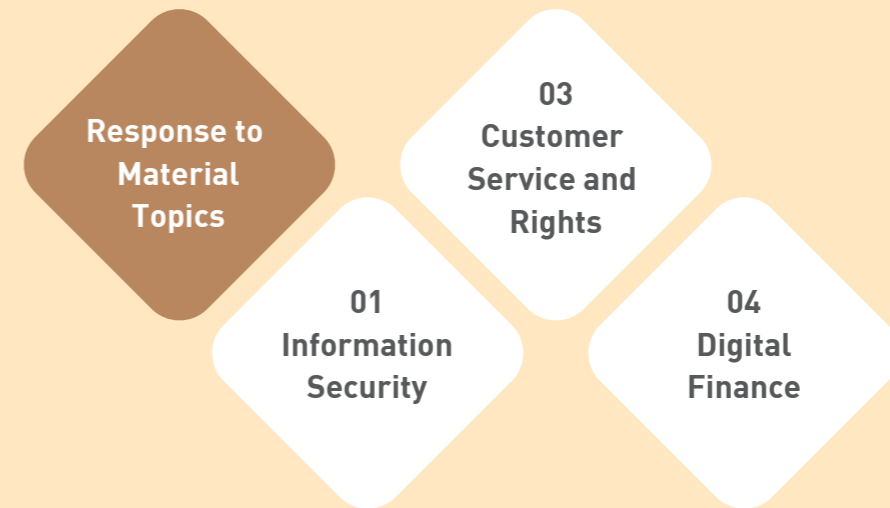 Response to
Material
Topics
01
Information
Security
03
Customer
Service and
Rights
04
Digital
Finance